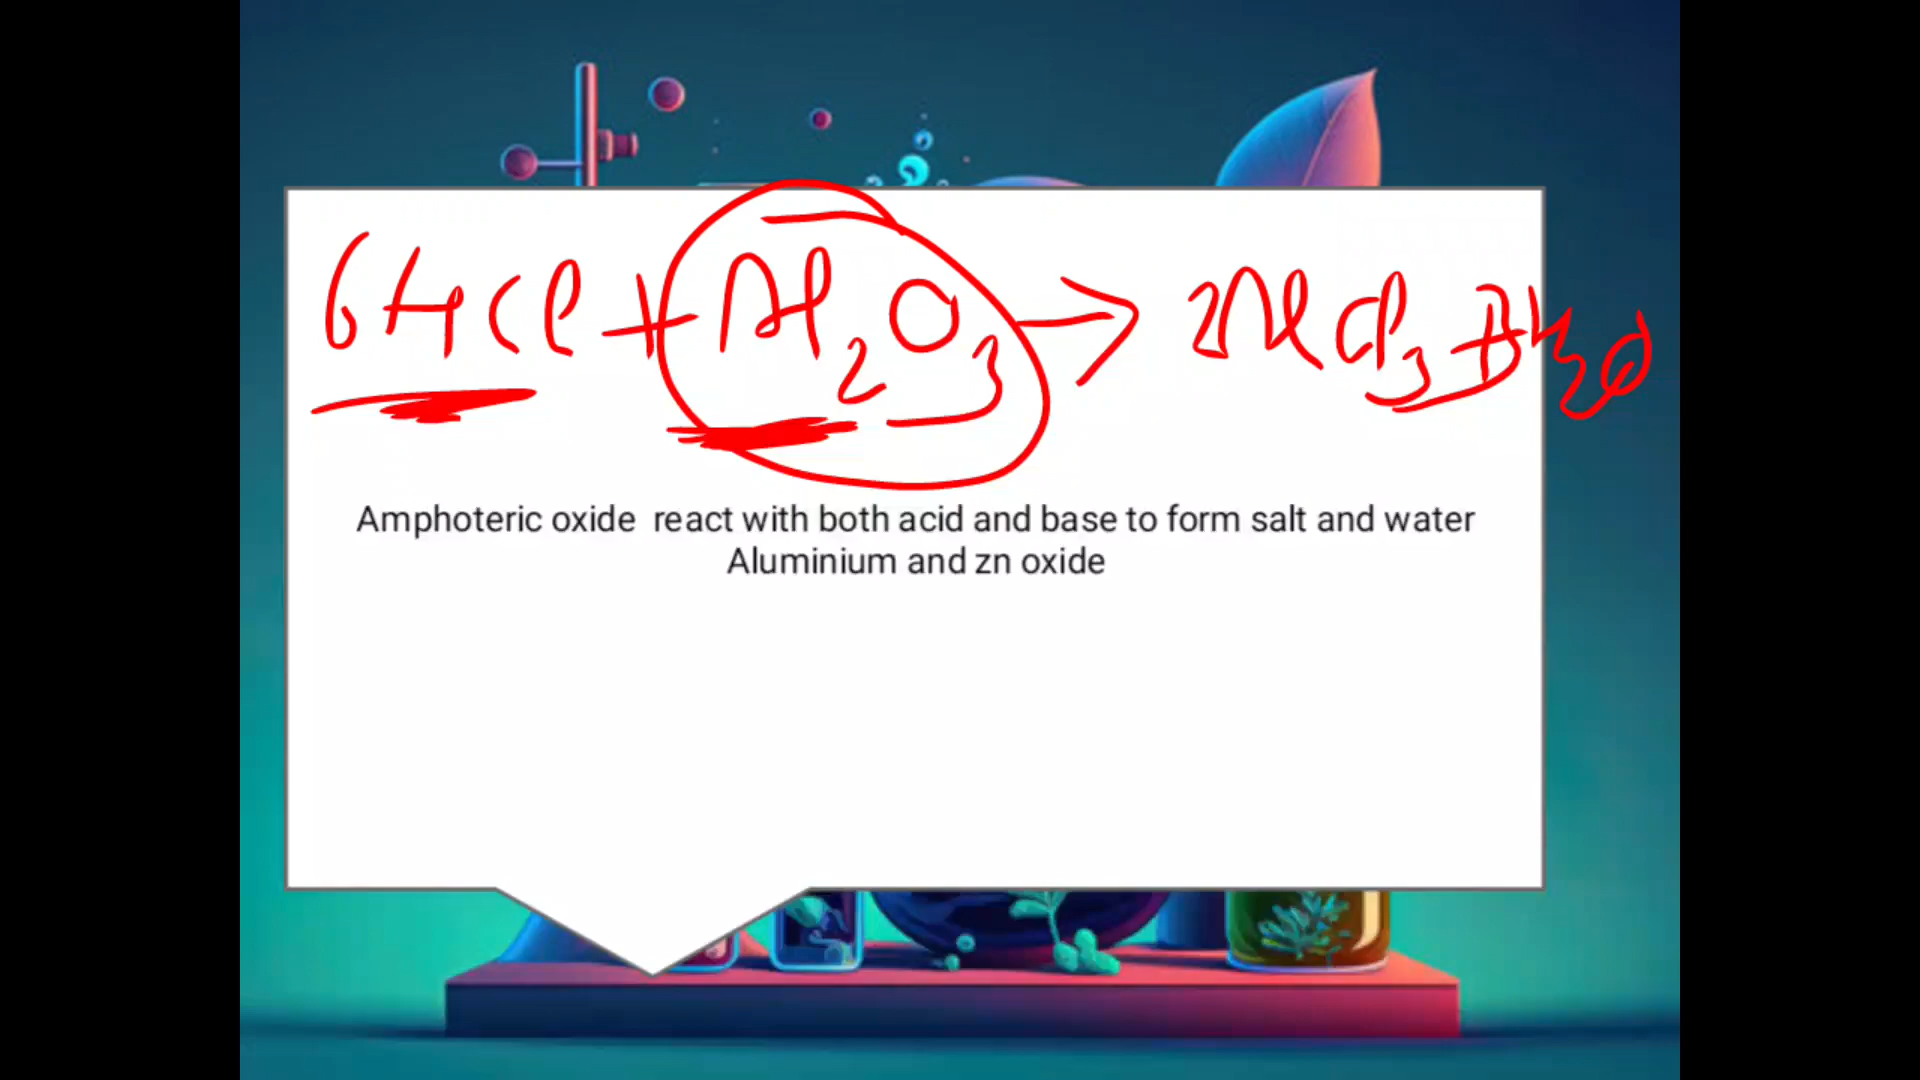 6HCl + Al2O3 → 2AlCl3 + 3H2O
Amphoteric oxide react with both acid and base to form salt and water
Aluminium and zn oxide